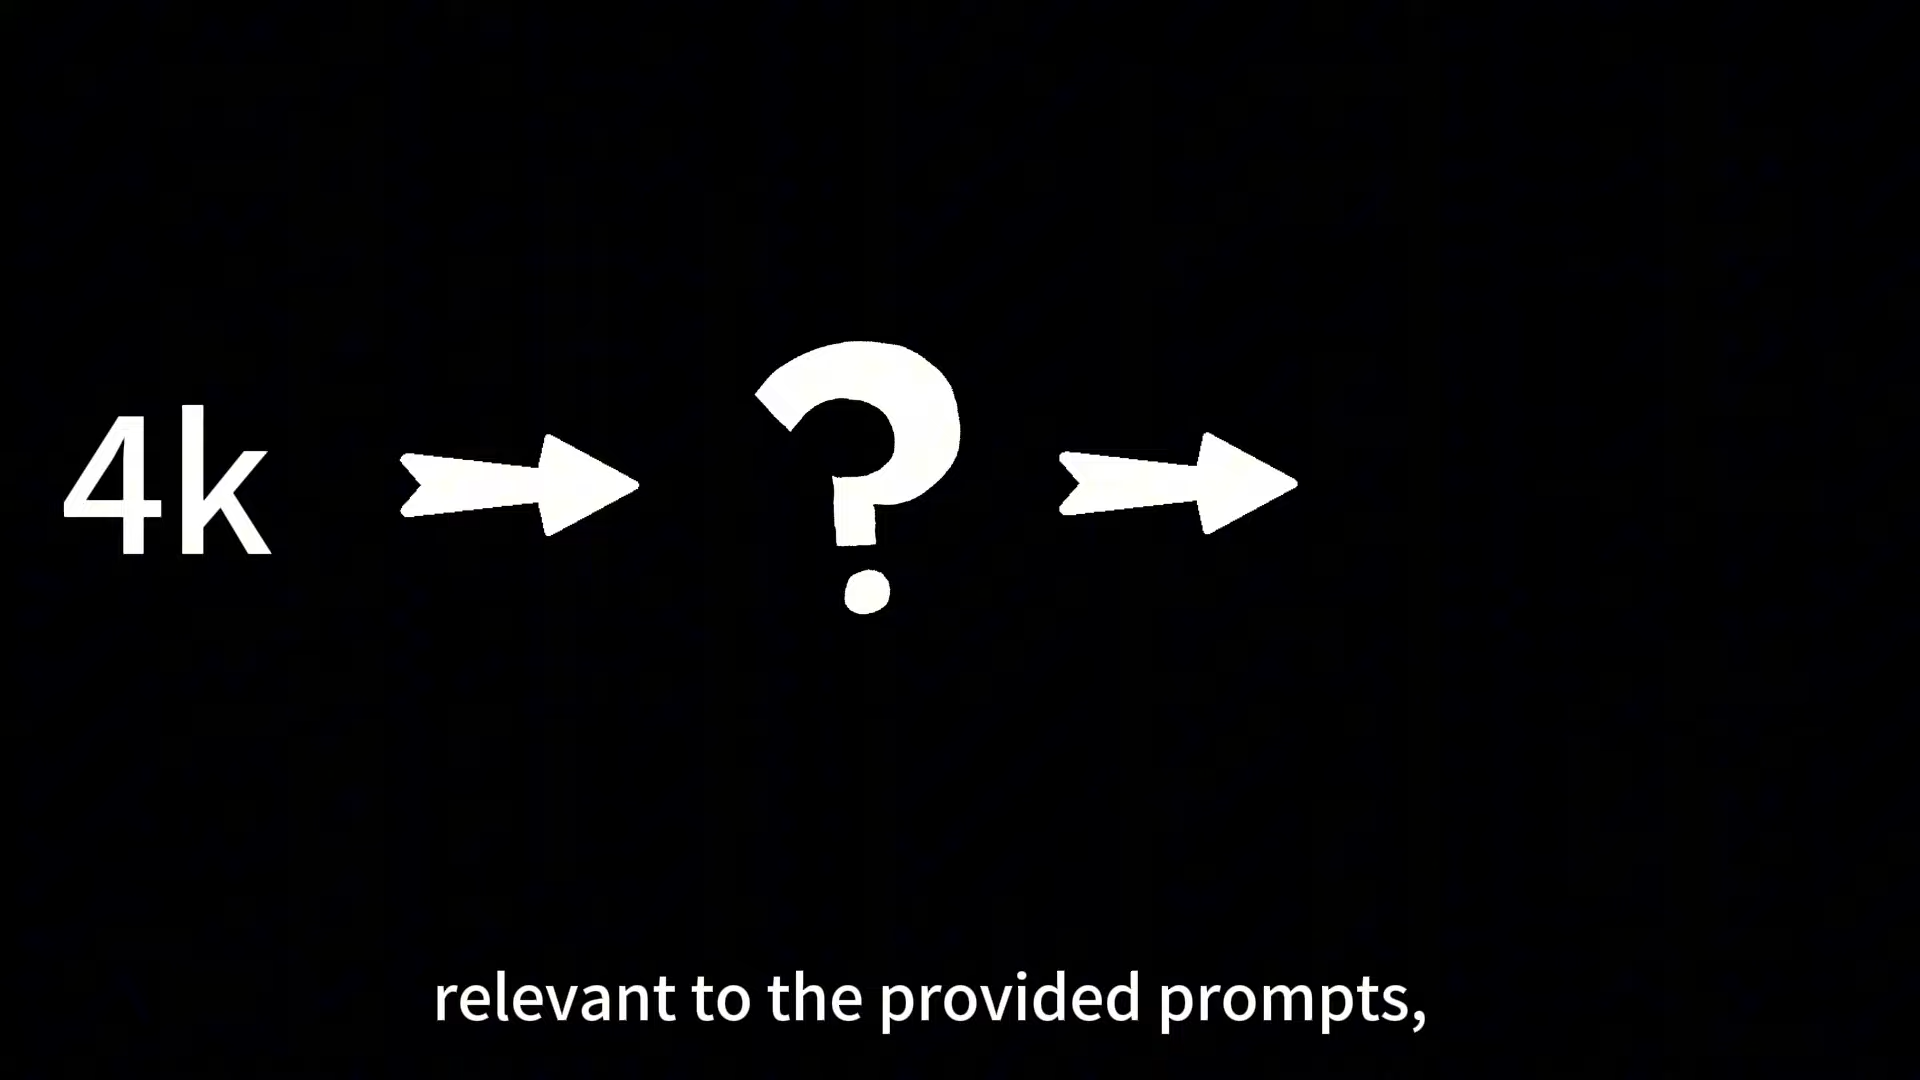 4k
?
relevant to the provided prompts,